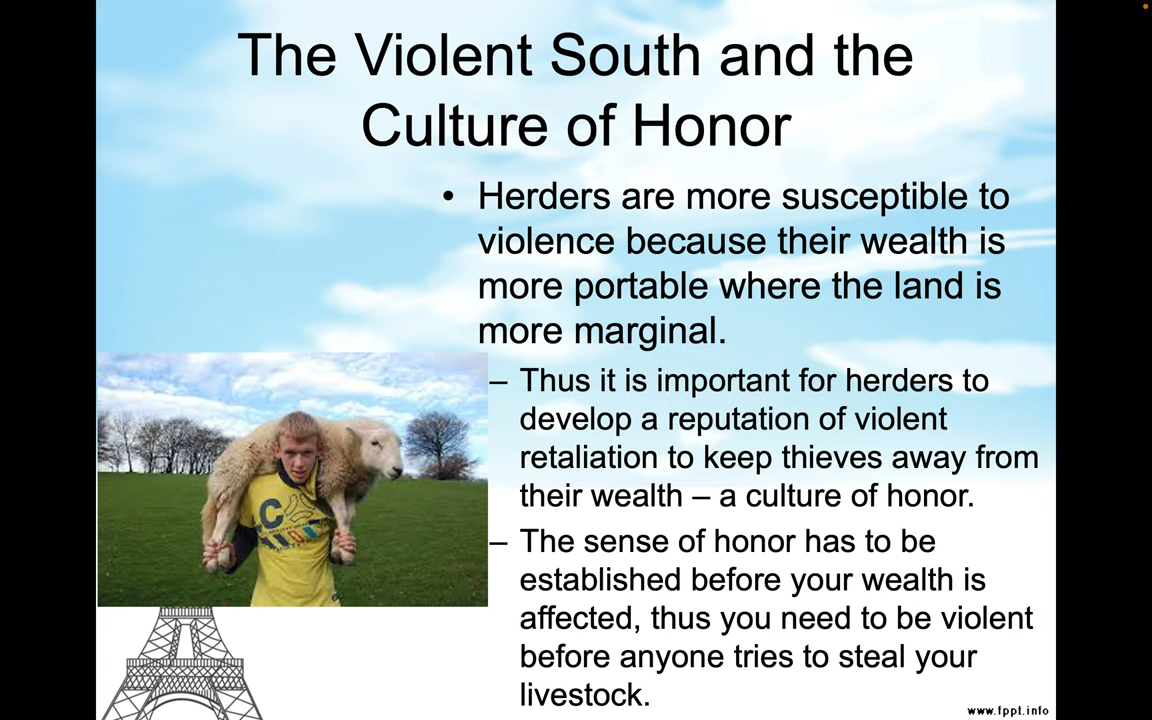 The Violent South and the
Culture of Honor
• Herders are more susceptible to
violence because their wealth is
more portable where the land is
more marginal.
– Thus it is important for herders to
develop a reputation of violent
retaliation to keep thieves away from
their wealth – a culture of honor.
– The sense of honor has to be
established before your wealth is
affected, thus you need to be violent
before anyone tries to steal your
livestock.
C
www.fppt.info